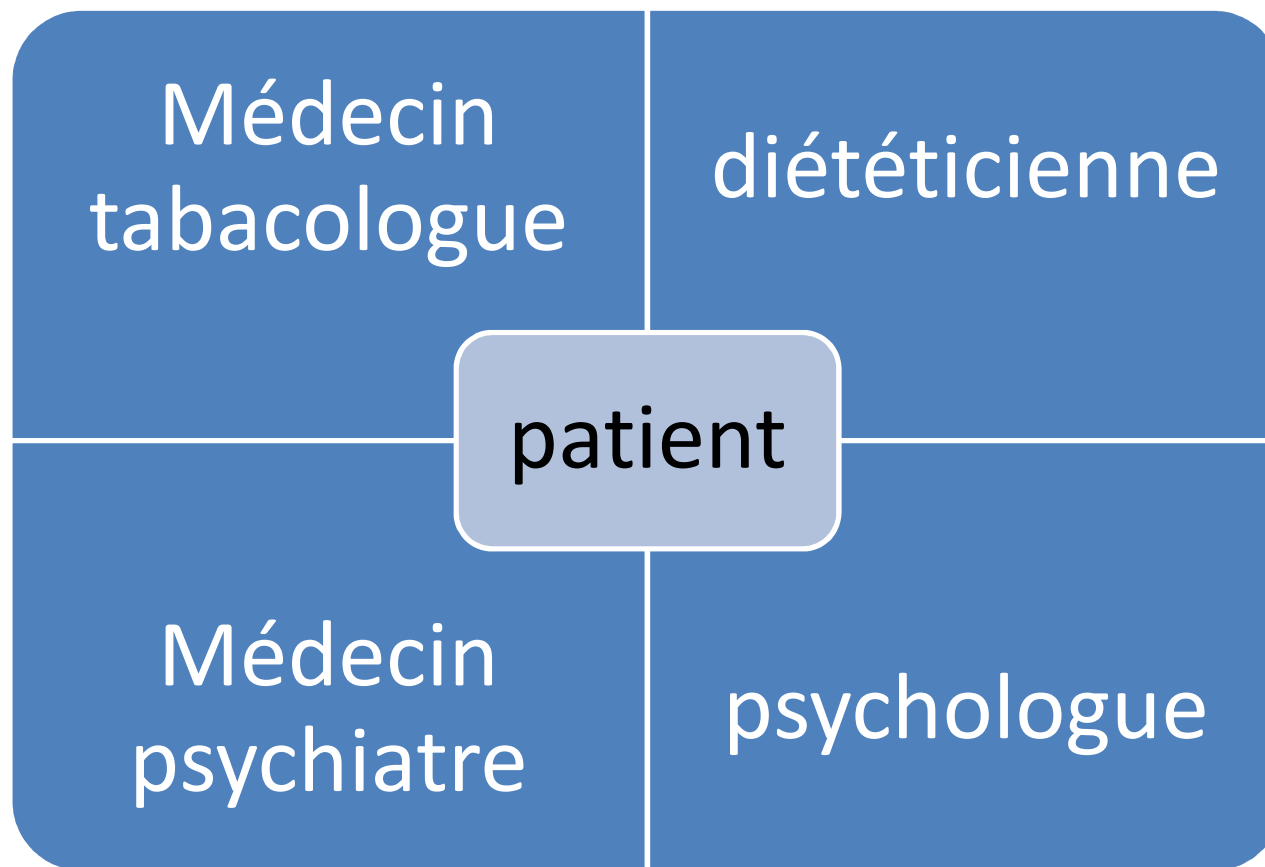 Médecin
tabacologue
diététicienne
patient
Médecin
psychiatre
psychologue